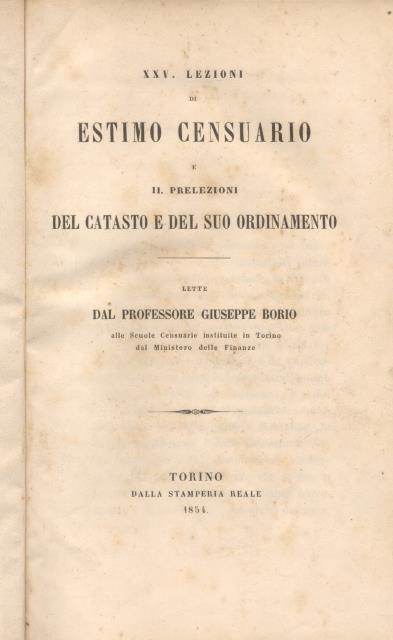 XXV. LEZIONI
DI
ESTIMO CENSUARIO
E
II. PRELEZIONI
DEL CATASTO E DEL SUO ORDINAMENTO
LETTE
DAL PROFESSORE GIUSEPPE BORIO
alle Scuole Censuarie instituite in Torino
dal Ministero delle Finanze
TORINO
DALLA STAMPERIA REALE
1854.